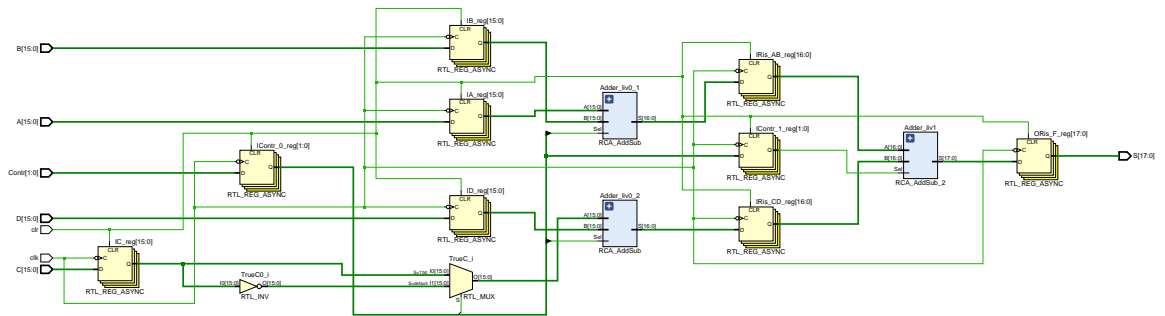 IB_reg[15:0]
CLR
C
Q
D
RTL_REG_ASYNC
B[15:0]
IA_reg[15:0]
CLR
C
Q
D
RTL_REG_ASYNC
A[15:0]
IContr_0_reg[1:0]
CLR
C
Q
D
RTL_REG_ASYNC
Contr[1:0]
ID_reg[15:0]
CLR
C
Q
D
RTL_REG_ASYNC
D[15:0]
clr
IC_reg[15:0]
CLR
C
Q
D
RTL_REG_ASYNC
clk
C[15:0]
TrueC0_i
I0[15:0]
O[15:0]
RTL_INV
TrueC_i
I0[15:0]
S=default I1[15:0]
O[15:0]
S
RTL_MUX
Adder_liv0_1
A[15:0]
B[15:0]
Sel
S[16:0]
RCA_AddSub
Adder_liv0_2
A[15:0]
B[15:0]
Sel
S[16:0]
RCA_AddSub
IRis_AB_reg[16:0]
CLR
C
Q
D
RTL_REG_ASYNC
IContr_1_reg[1:0]
CLR
C
Q
D
RTL_REG_ASYNC
IRis_CD_reg[16:0]
CLR
C
Q
D
RTL_REG_ASYNC
Adder_liv1
A[16:0]
B[16:0]
Sel
S[17:0]
RCA_AddSub_2
ORis_F_reg[17:0]
CLR
C
Q
D
RTL_REG_ASYNC
S[17:0]